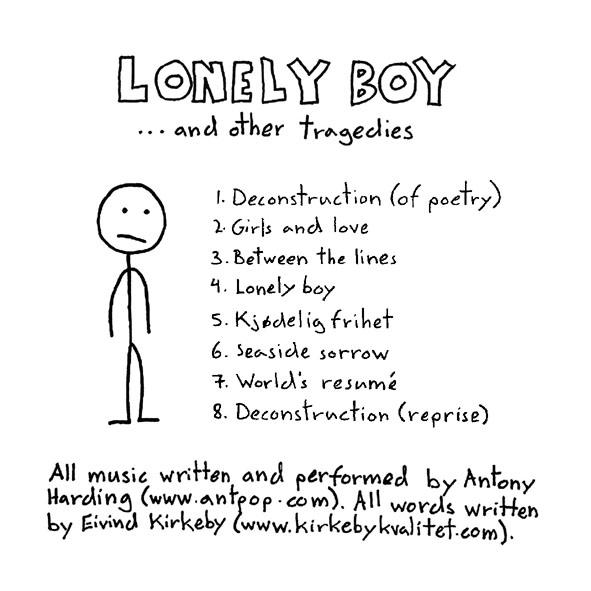 LONELY BOY
... and other tragedies
1. Deconstruction (of poetry)
2. Girls and love
3. Between the lines
4. Lonely boy
5. Kjødelig frihet
6. Seaside sorrow
7. World's resumé
8. Deconstruction (reprise)
All music written and performed by Antony
Harding (www.antpop.com). All words written
by Eivind Kirkeby (www.kirkebykvalitet.com).